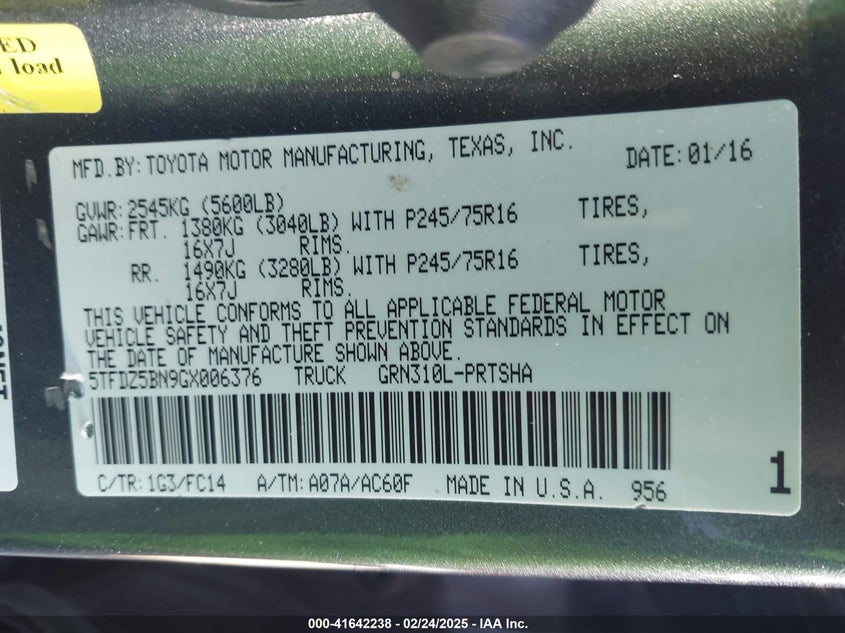 ED
load
MFD.BY: TOYOTA MOTOR MANUFACTURING, TEXAS, INC. DATE: 01/16
GVWR: 2545KG (5600LB)
GAWR: FRT. 1380KG (3040LB) WITH P245/75R16 TIRES,
16X7J RIMS.
RR. 1490KG (3280LB) WITH P245/75R16 TIRES,
16X7J RIMS.
THIS VEHICLE CONFORMS TO ALL APPLICABLE FEDERAL MOTOR
VEHICLE SAFETY AND THEFT PREVENTION STANDARDS IN EFFECT ON
THE DATE OF MANUFACTURE SHOWN ABOVE.
5TFDZ5BN9GX006376 TRUCK GRN310L-PRTSHA
C/TR: 1G3/FC14 A/TM: A07A/AC60F MADE IN U.S.A. 956
1
000-41642238 - 02/24/2025 - IAA Inc.